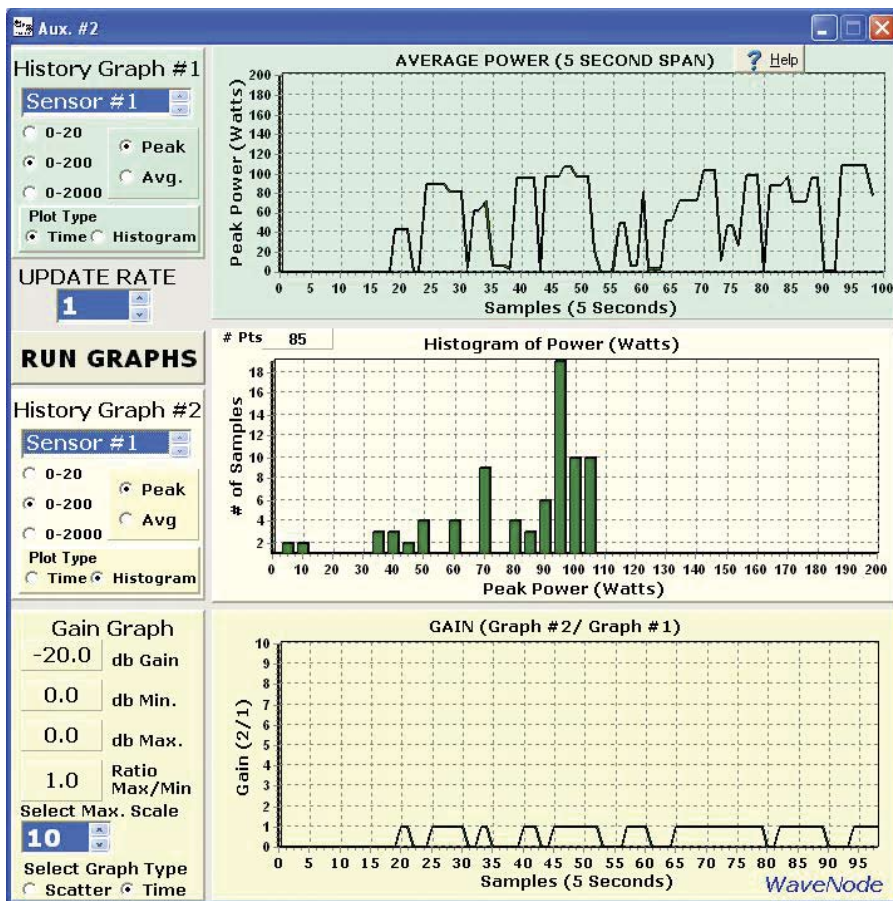 Aux. #2
History Graph #1
Sensor #1
0-20
0-200
0-2000
Peak
Avg.
Plot Type
Time
Histogram
UPDATE RATE
1
RUN GRAPHS
History Graph #2
Sensor #1
0-20
0-200
0-2000
Peak
Avg
Plot Type
Time
Histogram
Gain Graph
-20.0 db Gain
0.0 db Min.
0.0 db Max.
1.0 Ratio Max/Min
Select Max. Scale
10
Select Graph Type
Scatter
Time
AVERAGE POWER (5 SECOND SPAN)
? Help
Peak Power (Watts)
200
180
160
140
120
100
80
60
40
20
0
0 5 10 15 20 25 30 35 40 45 50 55 60 65 70 75 80 85 90 95 100
Samples (5 Seconds)
# Pts 85
Histogram of Power (Watts)
# of Samples
18
16
14
12
10
8
6
4
2
0 10 20 30 40 50 60 70 80 90 100 110 120 130 140 150 160 170 180 190 200
Peak Power (Watts)
GAIN (Graph #2/ Graph #1)
Gain (2/1)
10
9
8
7
6
5
4
3
2
1
0
0 5 10 15 20 25 30 35 40 45 50 55 60 65 70 75 80 85 90 95
Samples (5 Seconds)
WaveNode